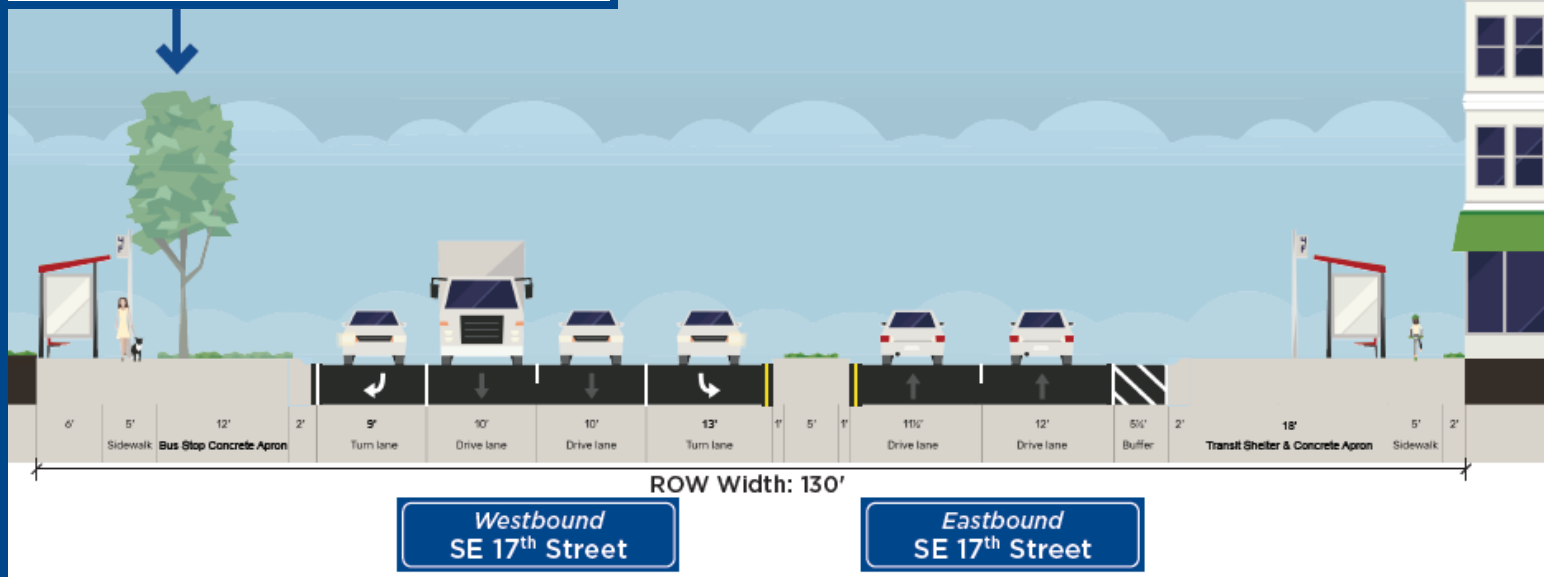 6' 5' 12' 2' 9' 10' 10' 13' 1' 5' 1' 11½' 12' 5½' 2' 18' 5' 2'
Sidewalk Bus Stop Concrete Apron Turn lane Drive lane Drive lane Turn lane Drive lane Drive lane Buffer Transit Shelter & Concrete Apron Sidewalk
ROW Width: 130'
Westbound
SE 17th Street
Eastbound
SE 17th Street